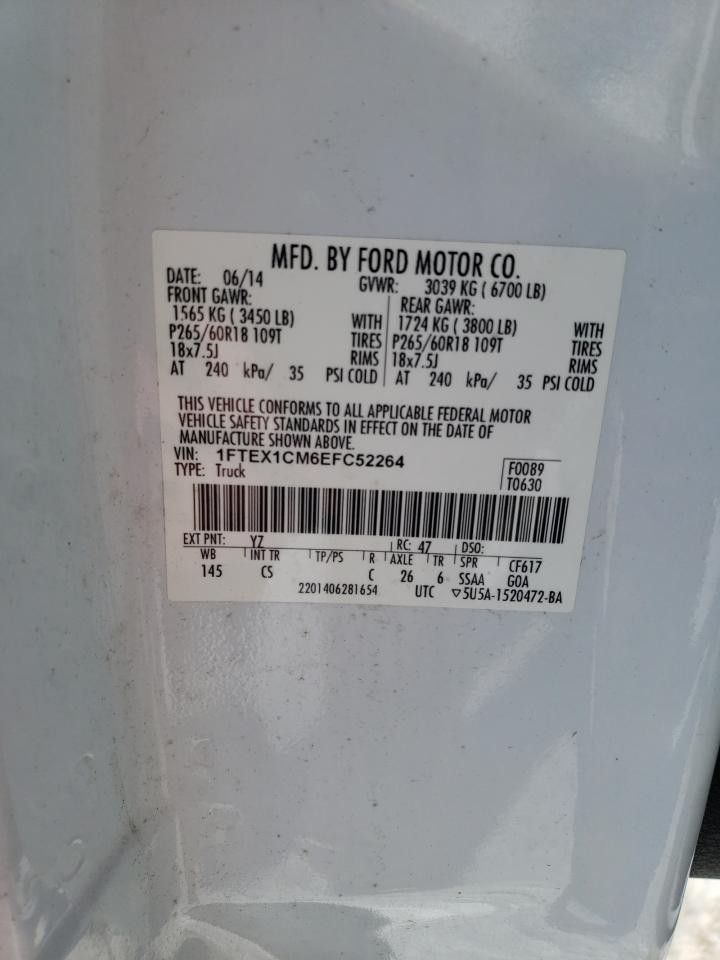 MFD. BY FORD MOTOR CO.
DATE: 06/14 GVWR: 3039 KG ( 6700 LB)
FRONT GAWR: REAR GAWR:
1565 KG ( 3450 LB) WITH 1724 KG ( 3800 LB) WITH
P265/60R18 109T TIRES P265/60R18 109T TIRES
18x7.5J RIMS 18x7.5J RIMS
AT 240 kPa/ 35 PSI COLD AT 240 kPa/ 35 PSI COLD
THIS VEHICLE CONFORMS TO ALL APPLICABLE FEDERAL MOTOR
VEHICLE SAFETY STANDARDS IN EFFECT ON THE DATE OF
MANUFACTURE SHOWN ABOVE.
VIN: 1FTEX1CM6EFC52264 F0089
TYPE: Truck T0630
EXT PNT: YZ RC: 47 DSO:
WB INT TR TP/PS R AXLE TR SPR CF617
145 CS C 26 6 SSAA GOA
2201406281654 UTC ▽5U5A-1520472-BA